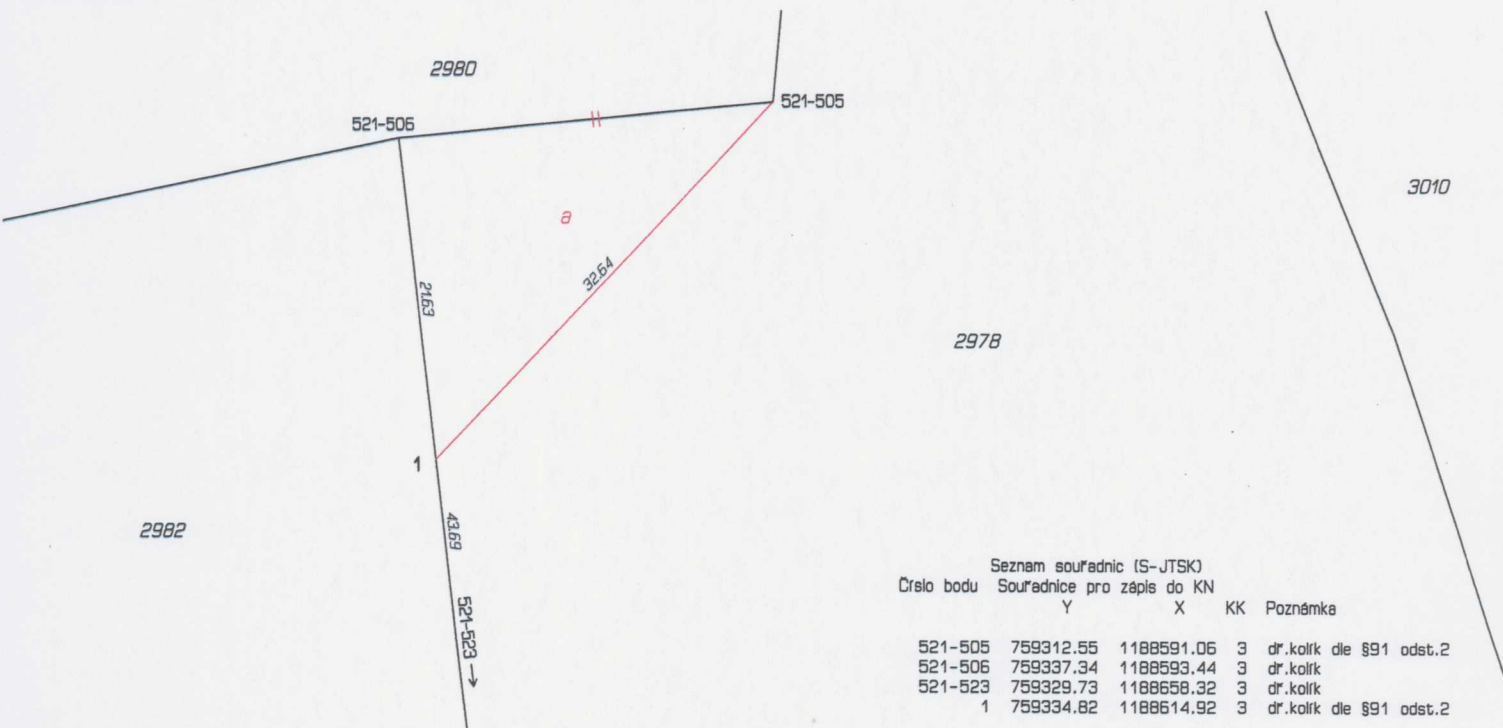 2980
521-505
521-506
3010
a
32.64
21.63
2978
1
2982
43.69
521-523 →
Seznam souřadnic (S-JTSK)
Číslo bodu Souřadnice pro zápis do KN
Y X KK Poznámka
521-505 759312.55 1188591.06 3 dř.kolík dle §91 odst.2
521-506 759337.34 1188593.44 3 dř.kolík
521-523 759329.73 1188658.32 3 dř.kolík
1 759334.82 1188614.92 3 dř.kolík dle §91 odst.2